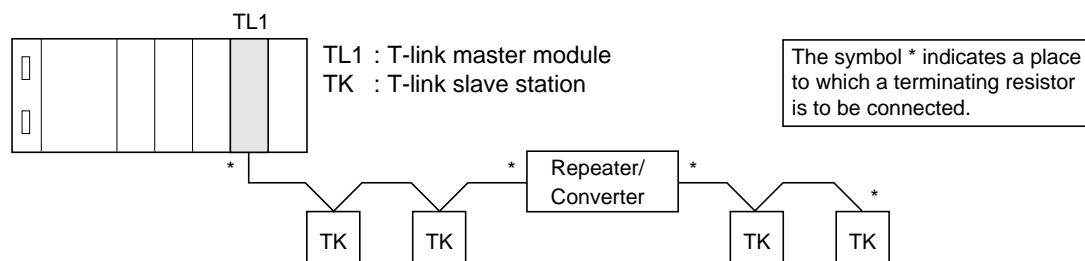 TL1
TL1 : T-link master module
TK : T-link slave station
The symbol * indicates a place
to which a terminating resistor
is to be connected.
* * Repeater/ *
Converter
*
TK TK TK TK